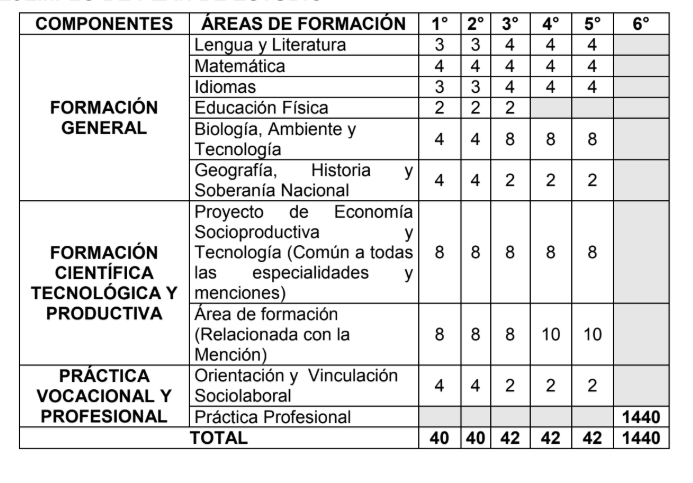 COMPONENTES ÁREAS DE FORMACIÓN 1° 2° 3° 4° 5° 6°
FORMACIÓN
GENERAL
Lengua y Literatura 3 3 4 4 4
Matemática 4 4 4 4 4
Idiomas 3 3 4 4 4
Educación Física 2 2 2
Biología, Ambiente y
Tecnología 4 4 8 8 8
Geografía, Historia y
Soberanía Nacional 4 4 2 2 2
FORMACIÓN
CIENTÍFICA
TECNOLÓGICA Y
PRODUCTIVA
Proyecto de Economía
Socioproductiva y
Tecnología (Común a todas
las especialidades y
menciones) 8 8 8 8 8
Área de formación
(Relacionada con la
Mención) 8 8 8 10 10
PRÁCTICA
VOCACIONAL Y
PROFESIONAL
Orientación y Vinculación
Sociolaboral 4 4 2 2 2
Práctica Profesional 1440
TOTAL 40 40 42 42 42 1440